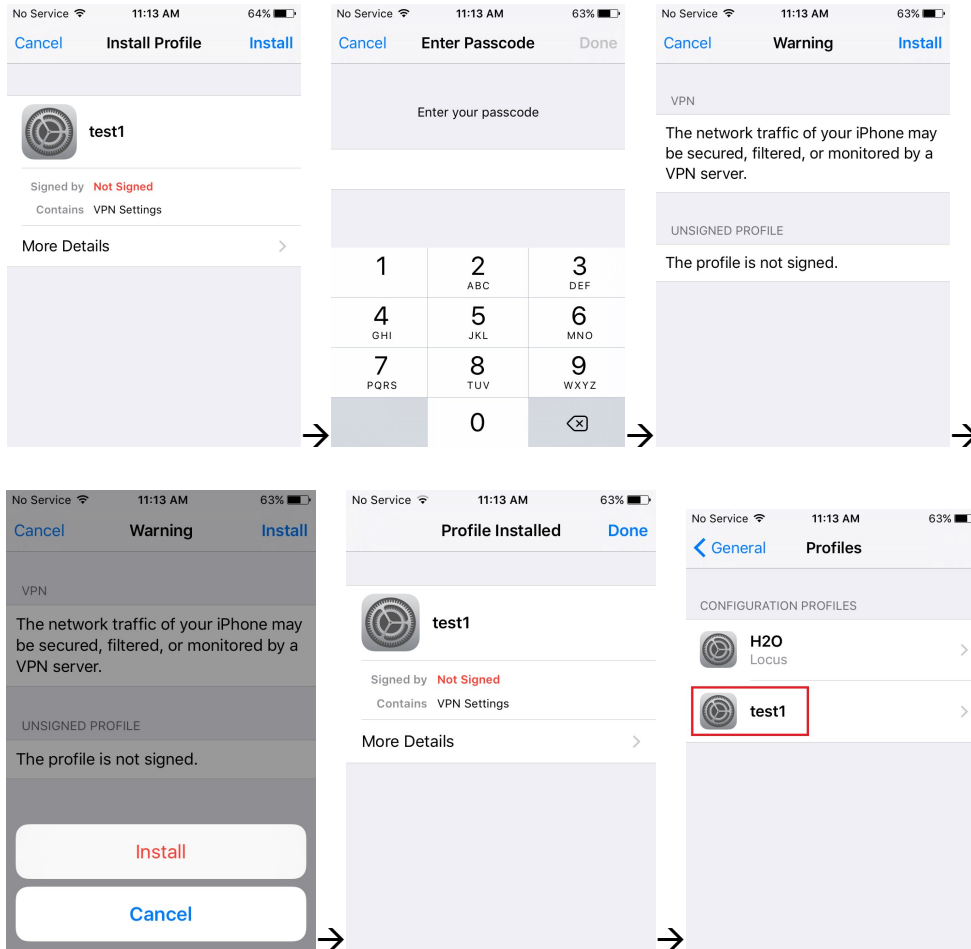 No Service 11:13 AM 64%
Cancel Install Profile Install
test1
Signed by Not Signed
Contains VPN Settings
More Details
No Service 11:13 AM 63%
Cancel Enter Passcode Done
Enter your passcode
1 2 3
ABC DEF
4 5 6
GHI JKL MNO
7 8 9
PQRS TUV WXYZ
0
No Service 11:13 AM 63%
Cancel Warning Install
VPN
The network traffic of your iPhone may
be secured, filtered, or monitored by a
VPN server.
UNSIGNED PROFILE
The profile is not signed.
No Service 11:13 AM 63%
Cancel Warning Install
VPN
The network traffic of your iPhone may
be secured, filtered, or monitored by a
VPN server.
UNSIGNED PROFILE
The profile is not signed.
Install
Cancel
No Service 11:13 AM 63%
Profile Installed Done
test1
Signed by Not Signed
Contains VPN Settings
More Details
No Service 11:13 AM 63%
General Profiles
CONFIGURATION PROFILES
H2O
Locus
test1